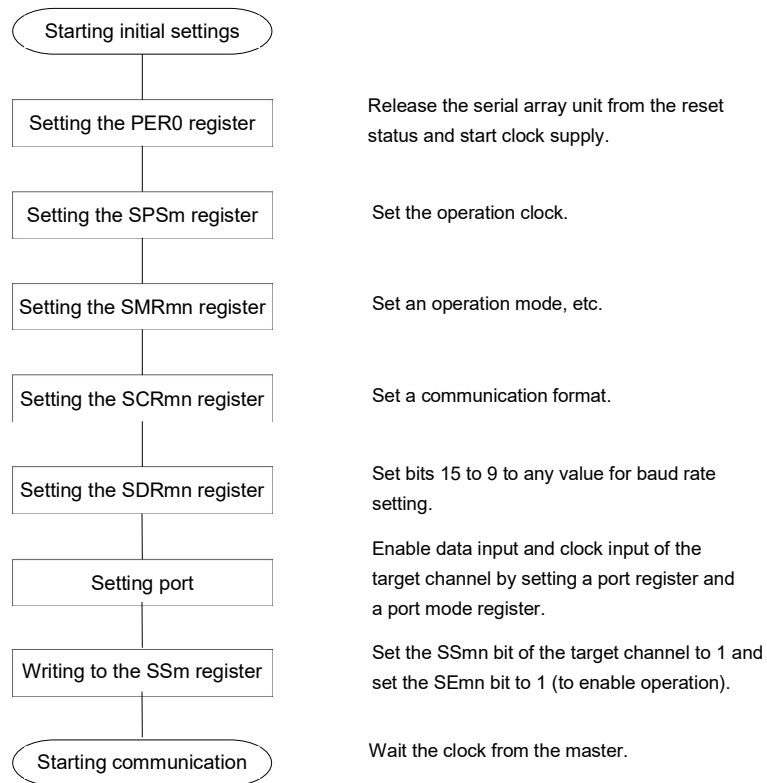 Starting initial settings
Setting the PER0 register
Release the serial array unit from the reset
status and start clock supply.
Setting the SPSm register
Set the operation clock.
Setting the SMRmn register
Set an operation mode, etc.
Setting the SCRmn register
Set a communication format.
Setting the SDRmn register
Set bits 15 to 9 to any value for baud rate
setting.
Setting port
Enable data input and clock input of the
target channel by setting a port register and
a port mode register.
Writing to the SSm register
Set the SSmn bit of the target channel to 1 and
set the SEmn bit to 1 (to enable operation).
Starting communication
Wait the clock from the master.